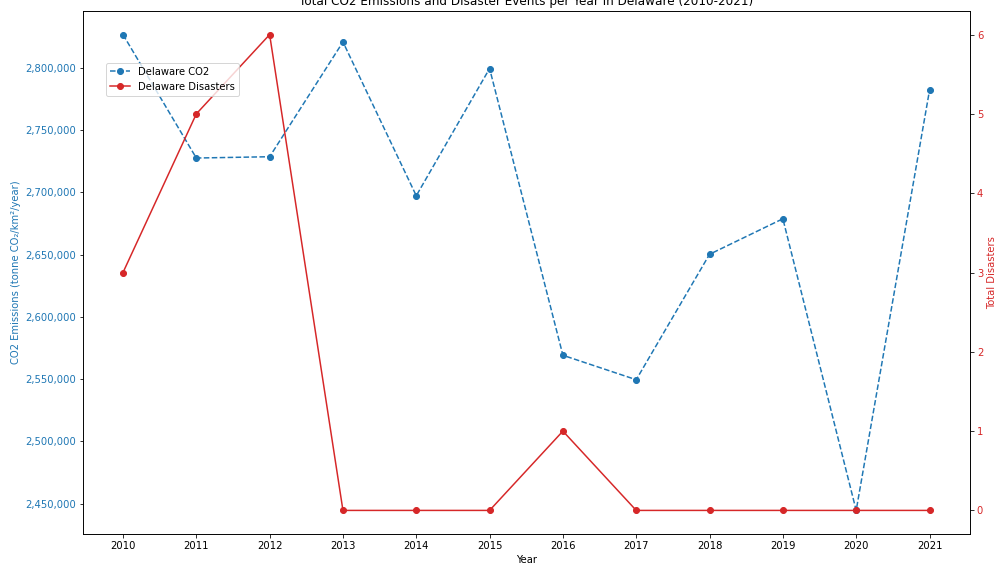 Total CO2 Emissions and Disaster Events per Year in Delaware (2010-2021)
Delaware CO2
Delaware Disasters
2,800,000
2,750,000
2,700,000
2,650,000
2,600,000
2,550,000
2,500,000
2,450,000
CO2 Emissions (tonne CO₂/km²/year)
6
5
4
3
2
1
0
Total Disasters
2010 2011 2012 2013 2014 2015 2016 2017 2018 2019 2020 2021
Year